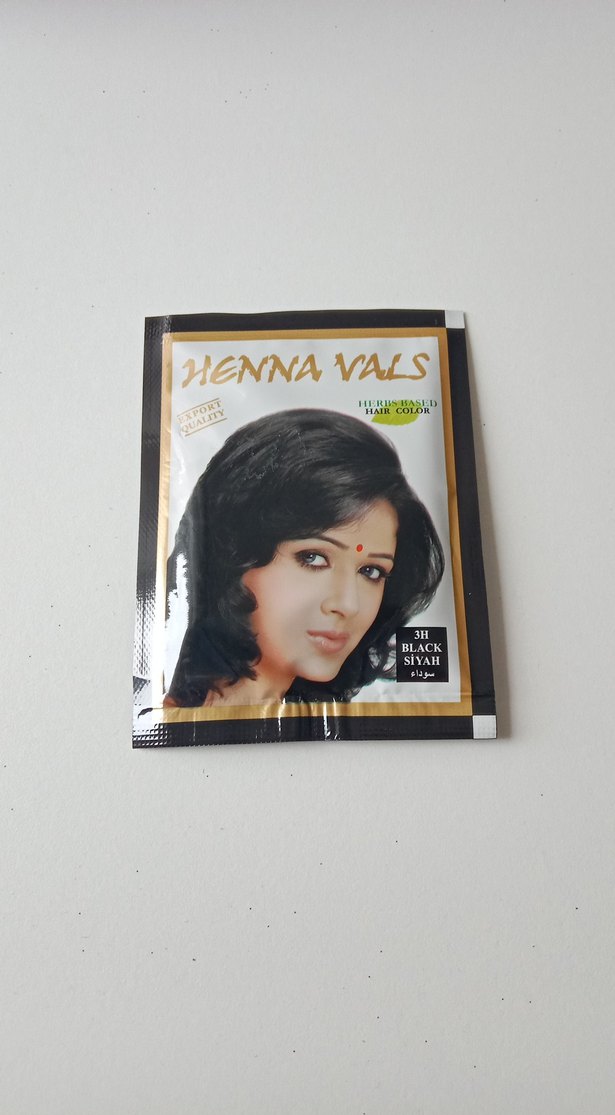 HENNA VALS
EXPORT
QUALITY
HERBS BASED
HAIR COLOR
3H
BLACK
SİYAH
سوداء